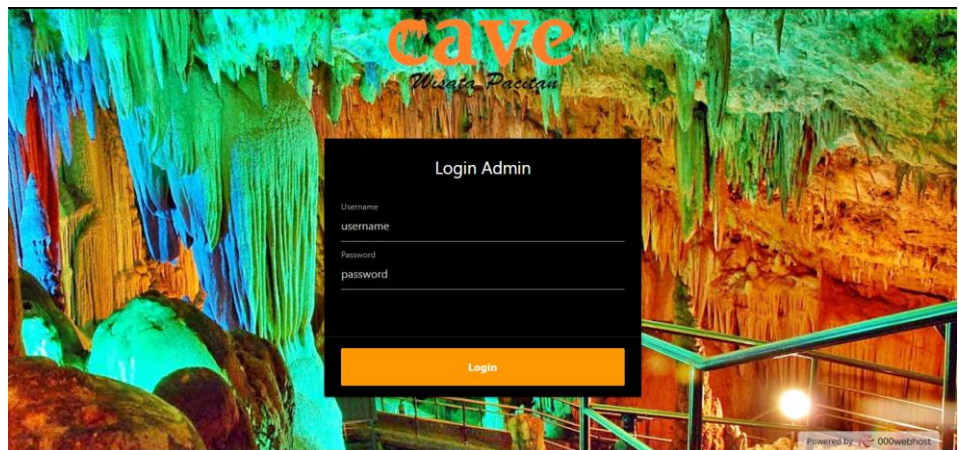 cave
Wisata Pacitan
Login Admin
Username
username
Password
password
Login
Powered by 000webhost